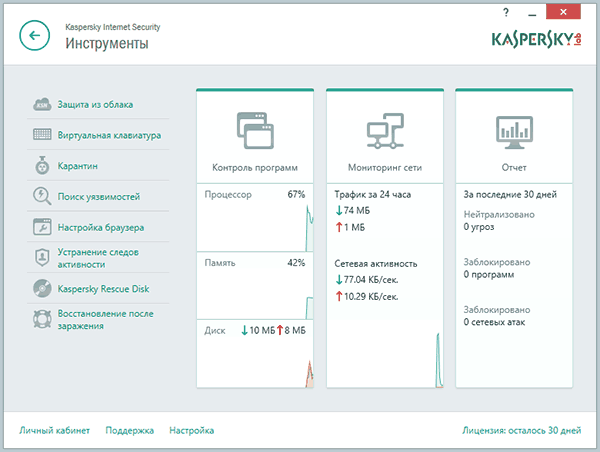 ?
Kaspersky Internet Security
Инструменты
KASPERSKY lab
KSN
Защита из облака
Виртуальная клавиатура
Карантин
Поиск уязвимостей
Настройка браузера
Устранение следов
активности
Kaspersky Rescue Disk
Восстановление после
заражения
Контроль программ
Процессор 67%
Память 42%
Диск ↓10 МБ ↑8 МБ
Мониторинг сети
Трафик за 24 часа
↓74 МБ
↑1 МБ
Сетевая активность
↓77.04 КБ/сек.
↑10.29 КБ/сек.
Отчет
За последние 30 дней
Нейтрализовано
0 угроз
Заблокировано
0 программ
Заблокировано
0 сетевых атак
Личный кабинет Поддержка Настройка Лицензия: осталось 30 дней